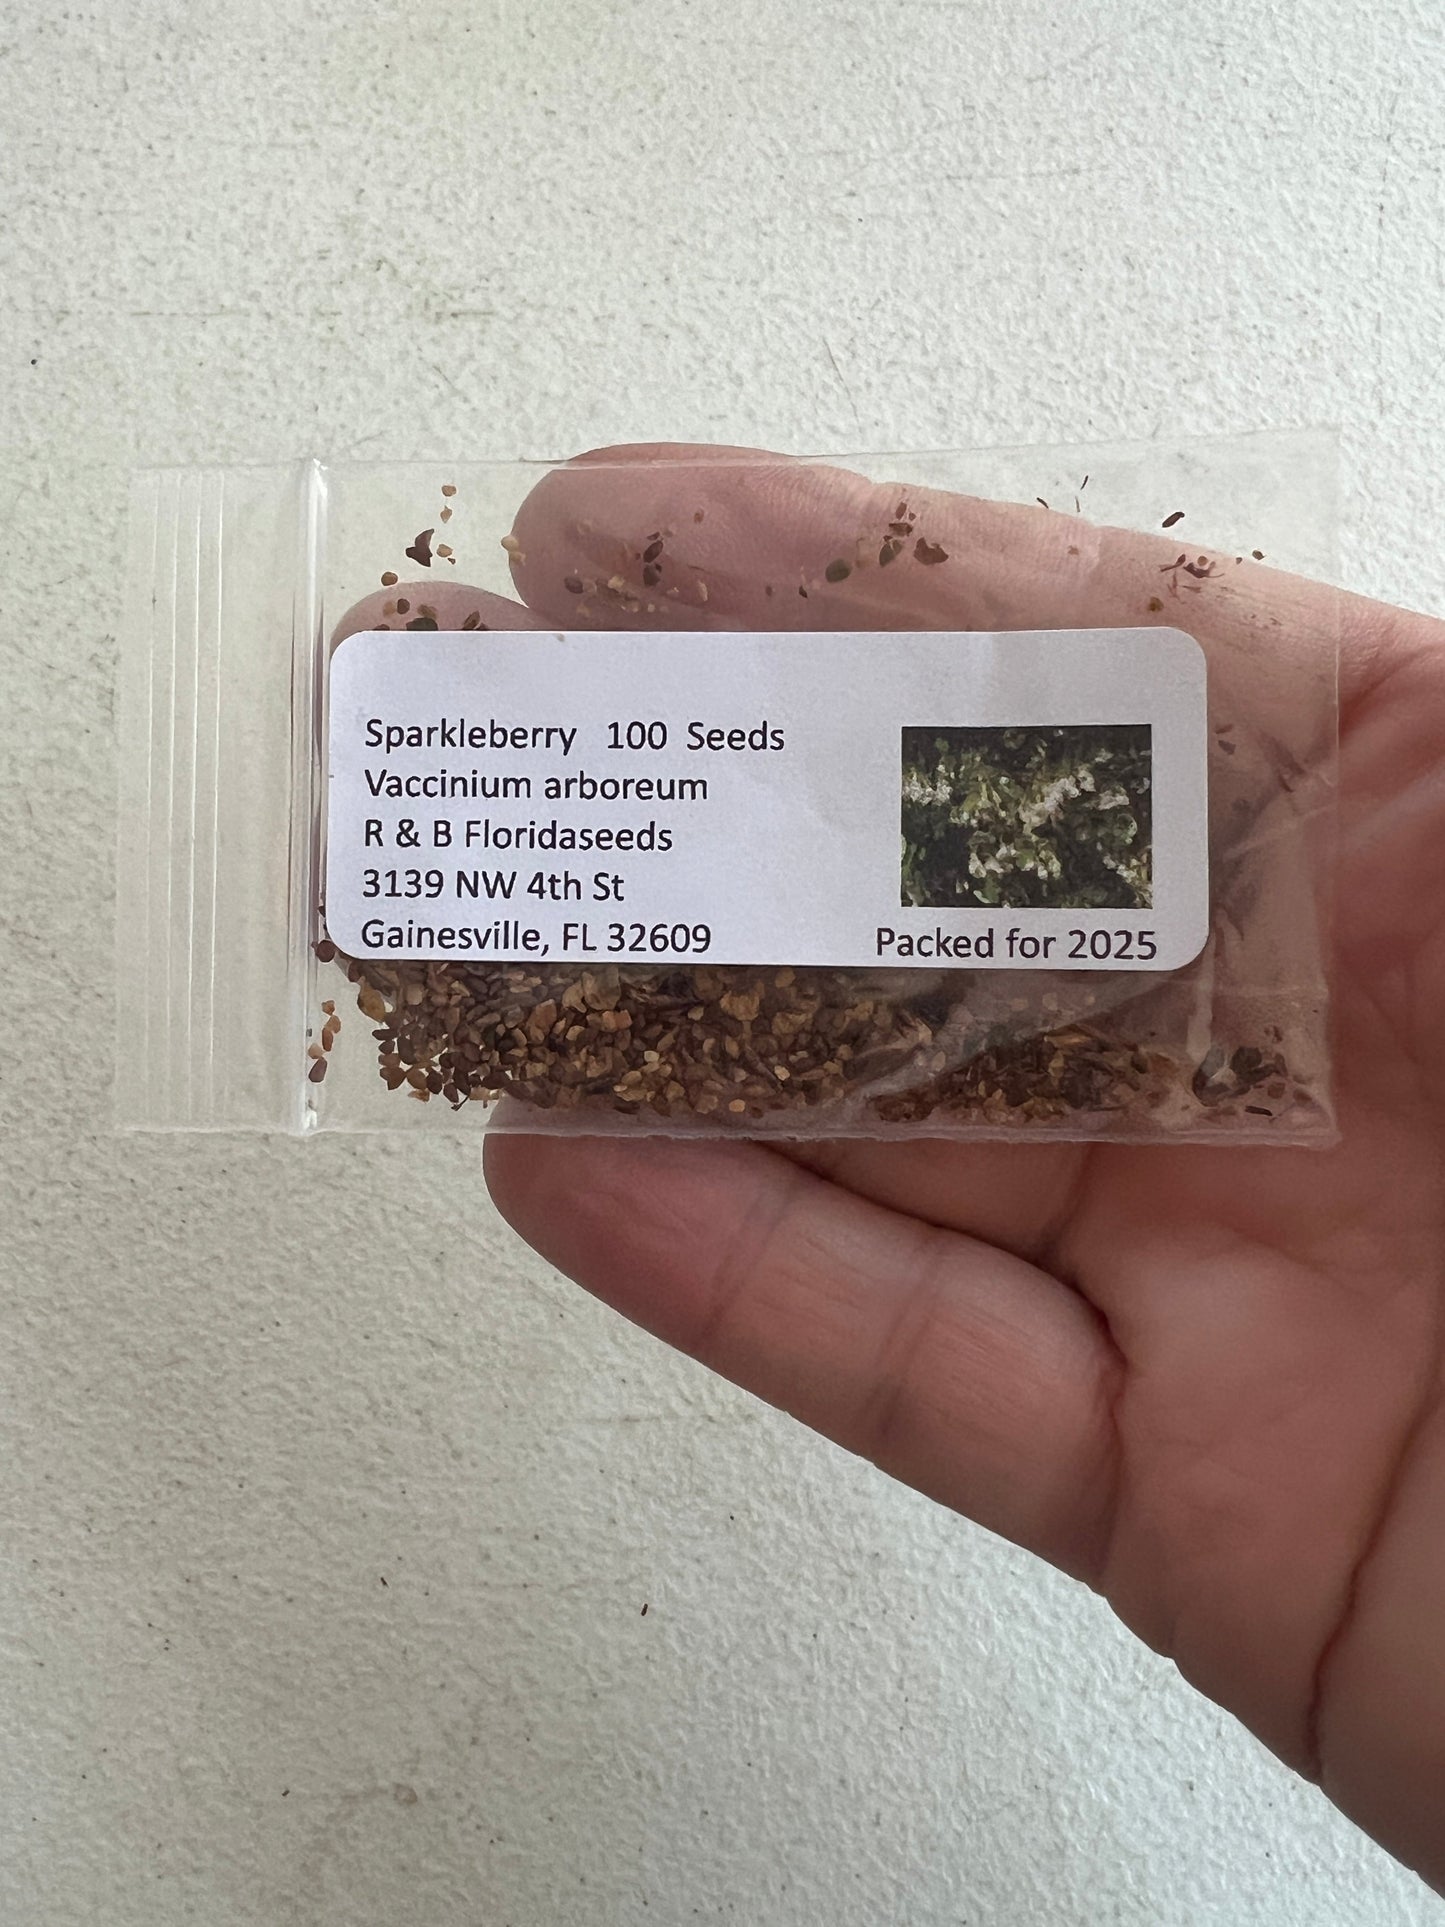 Sparkleberry 100 Seeds
Vaccinium arboreum
R & B Floridaseeds
3139 NW 4th St
Gainesville, FL 32609
Packed for 2025